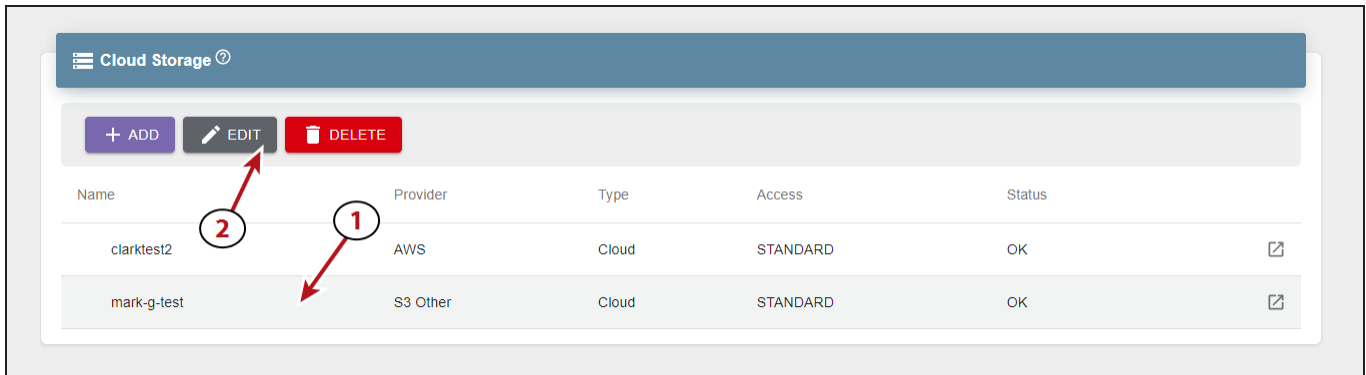 Cloud Storage ?
+ ADD EDIT DELETE
Name Provider Type Access Status
2 1
clarktest2 AWS Cloud STANDARD OK
mark-g-test S3 Other Cloud STANDARD OK